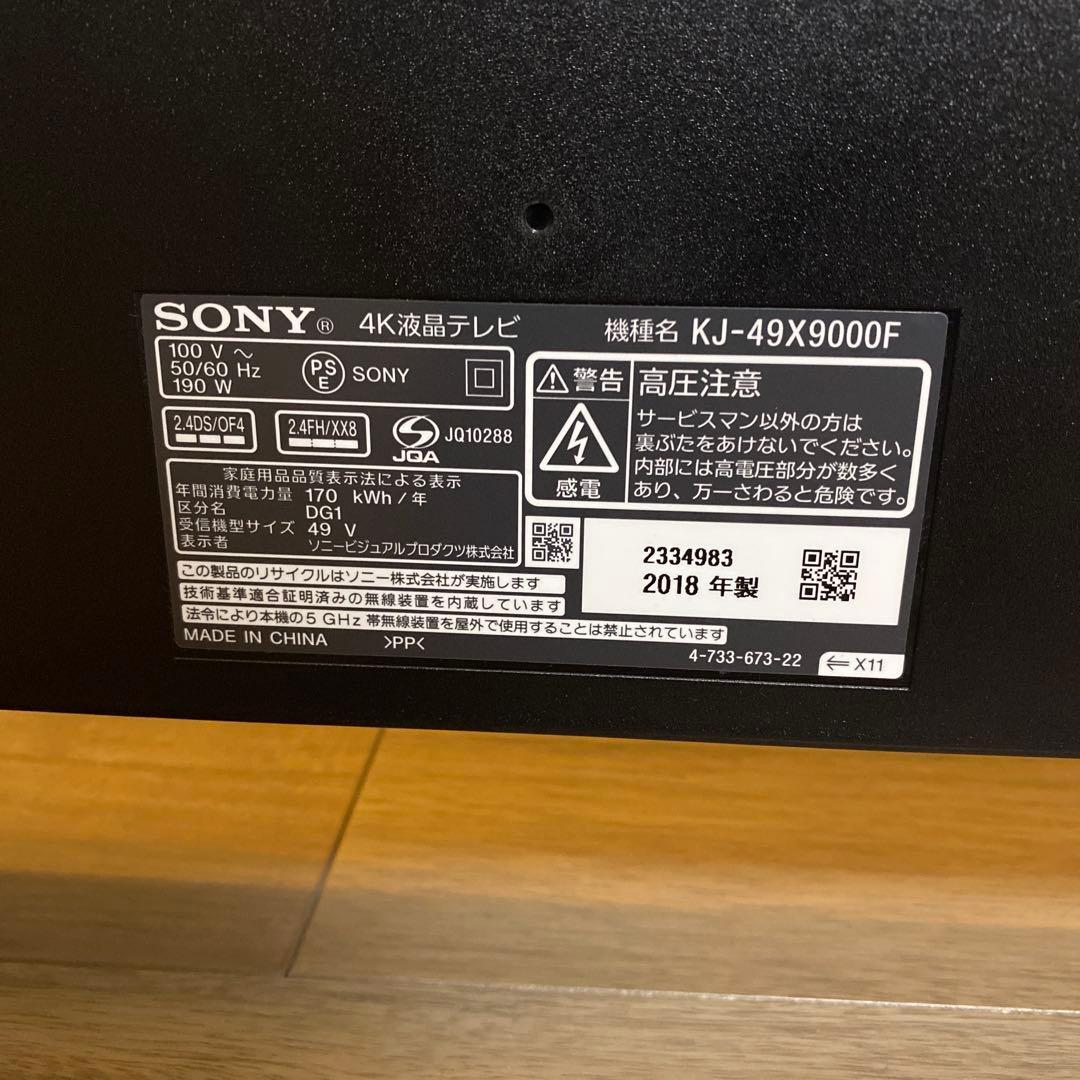 SONY® 4K液晶テレビ 機種名 KJ-49X9000F
100 V ～
50/60 Hz
190 W
PS
E
SONY
2.4DS/OF4
2.4FH/XX8
JQA
JQ10288
警告
感電
高圧注意
サービスマン以外の方は
裏ぶたをあけないでください。
内部には高電圧部分が数多く
あり、万一さわると危険です。
家庭用品品質表示法による表示
年間消費電力量 170 kWh/年
区分名 DG1
受信機型サイズ 49 V
表示者 ソニービジュアルプロダクツ株式会社
2334983
2018 年製
この製品のリサイクルはソニー株式会社が実施します
技術基準適合証明済みの無線装置を内蔵しています
法令により本機の5 GHz 帯無線装置を屋外で使用することは禁止されています
MADE IN CHINA >PP<
4-733-673-22
⇐ X11